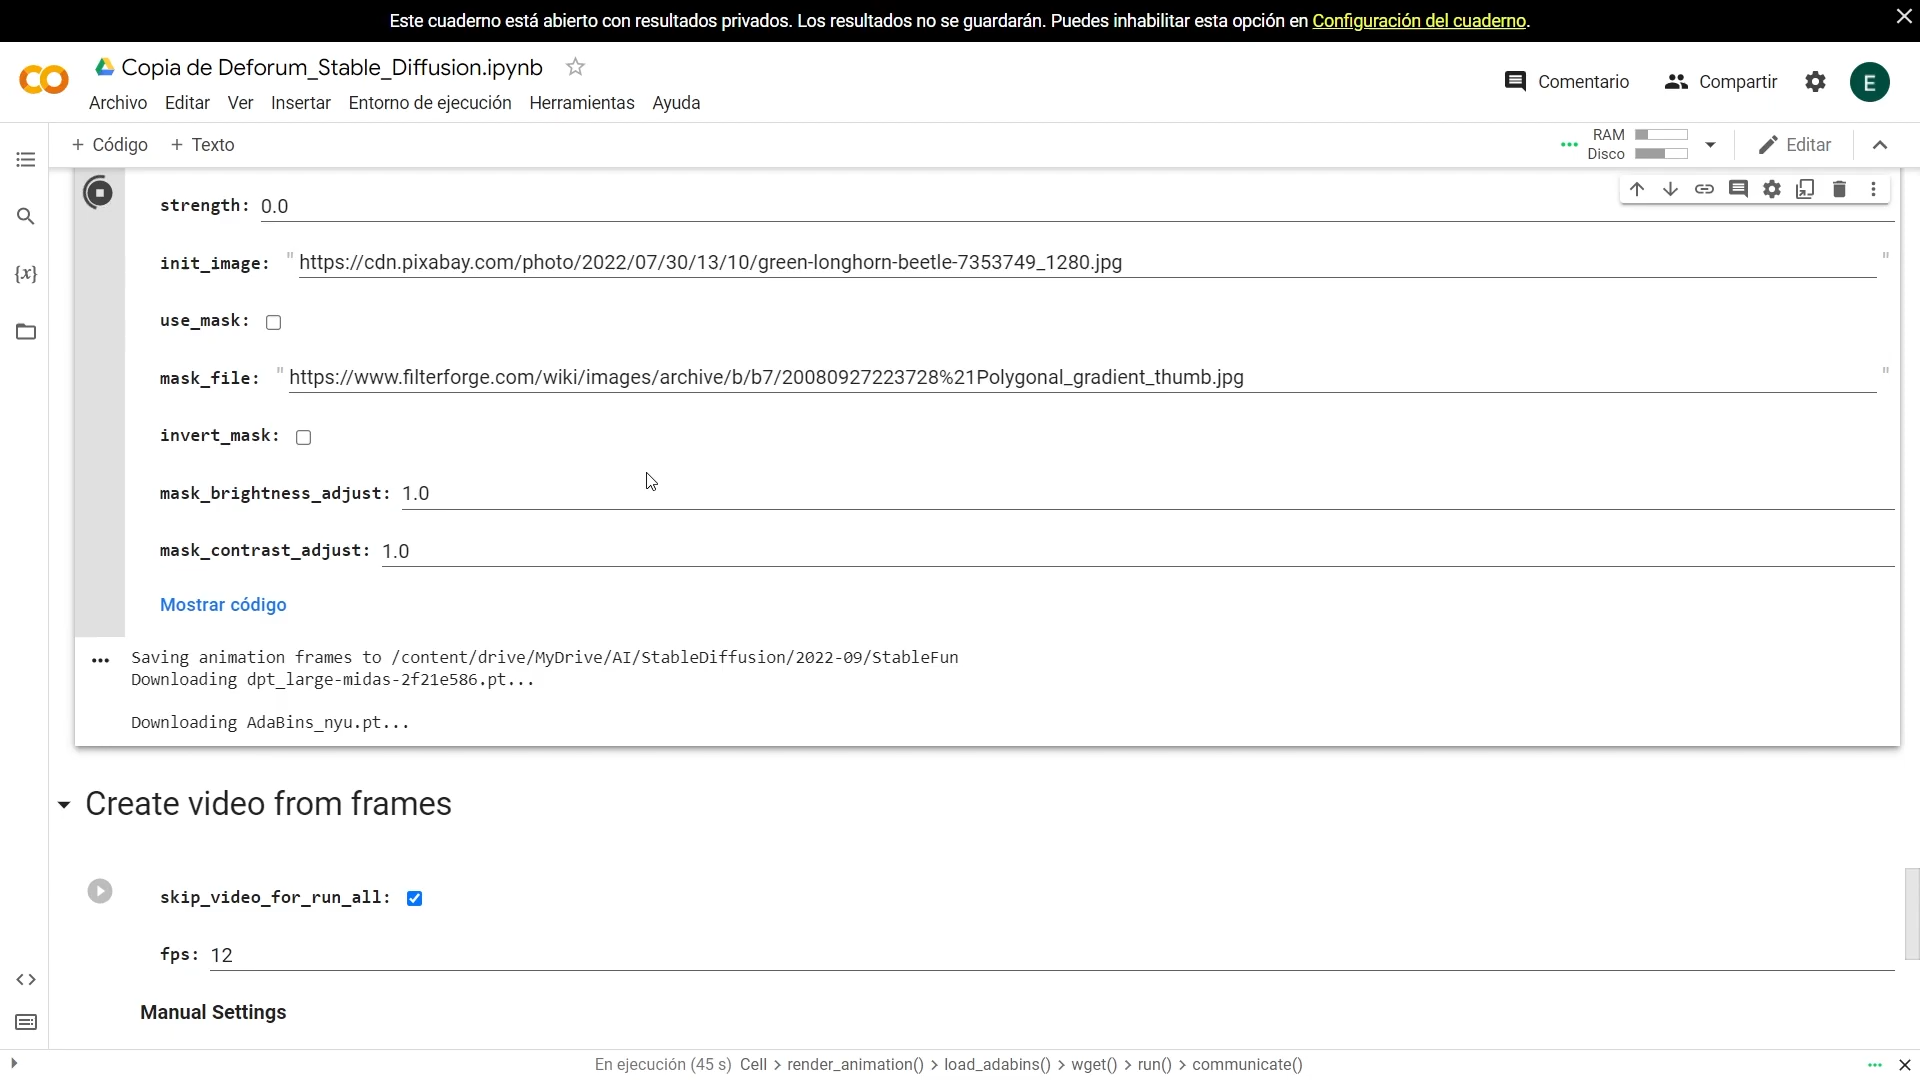 Este cuaderno está abierto con resultados privados. Los resultados no se guardarán. Puedes inhabilitar esta opción en Configuración del cuaderno.
Copia de Deforum_Stable_Diffusion.ipynb
Comentario
Compartir
E
Archivo Editar Ver Insertar Entorno de ejecución Herramientas Ayuda
+ Código + Texto
RAM
Disco
Editar
strength: 0.0
init_image: " https://cdn.pixabay.com/photo/2022/07/30/13/10/green-longhorn-beetle-7353749_1280.jpg "
use_mask:
mask_file: " https://www.filterforge.com/wiki/images/archive/b/b7/20080927223728%21Polygonal_gradient_thumb.jpg "
invert_mask:
mask_brightness_adjust: 1.0
mask_contrast_adjust: 1.0
Mostrar código
Saving animation frames to /content/drive/MyDrive/AI/StableDiffusion/2022-09/StableFun
Downloading dpt_large-midas-2f21e586.pt...
Downloading AdaBins_nyu.pt...
Create video from frames
skip_video_for_run_all:
fps: 12
Manual Settings
En ejecución (45 s) Cell > render_animation() > load_adabins() > wget() > run() > communicate()